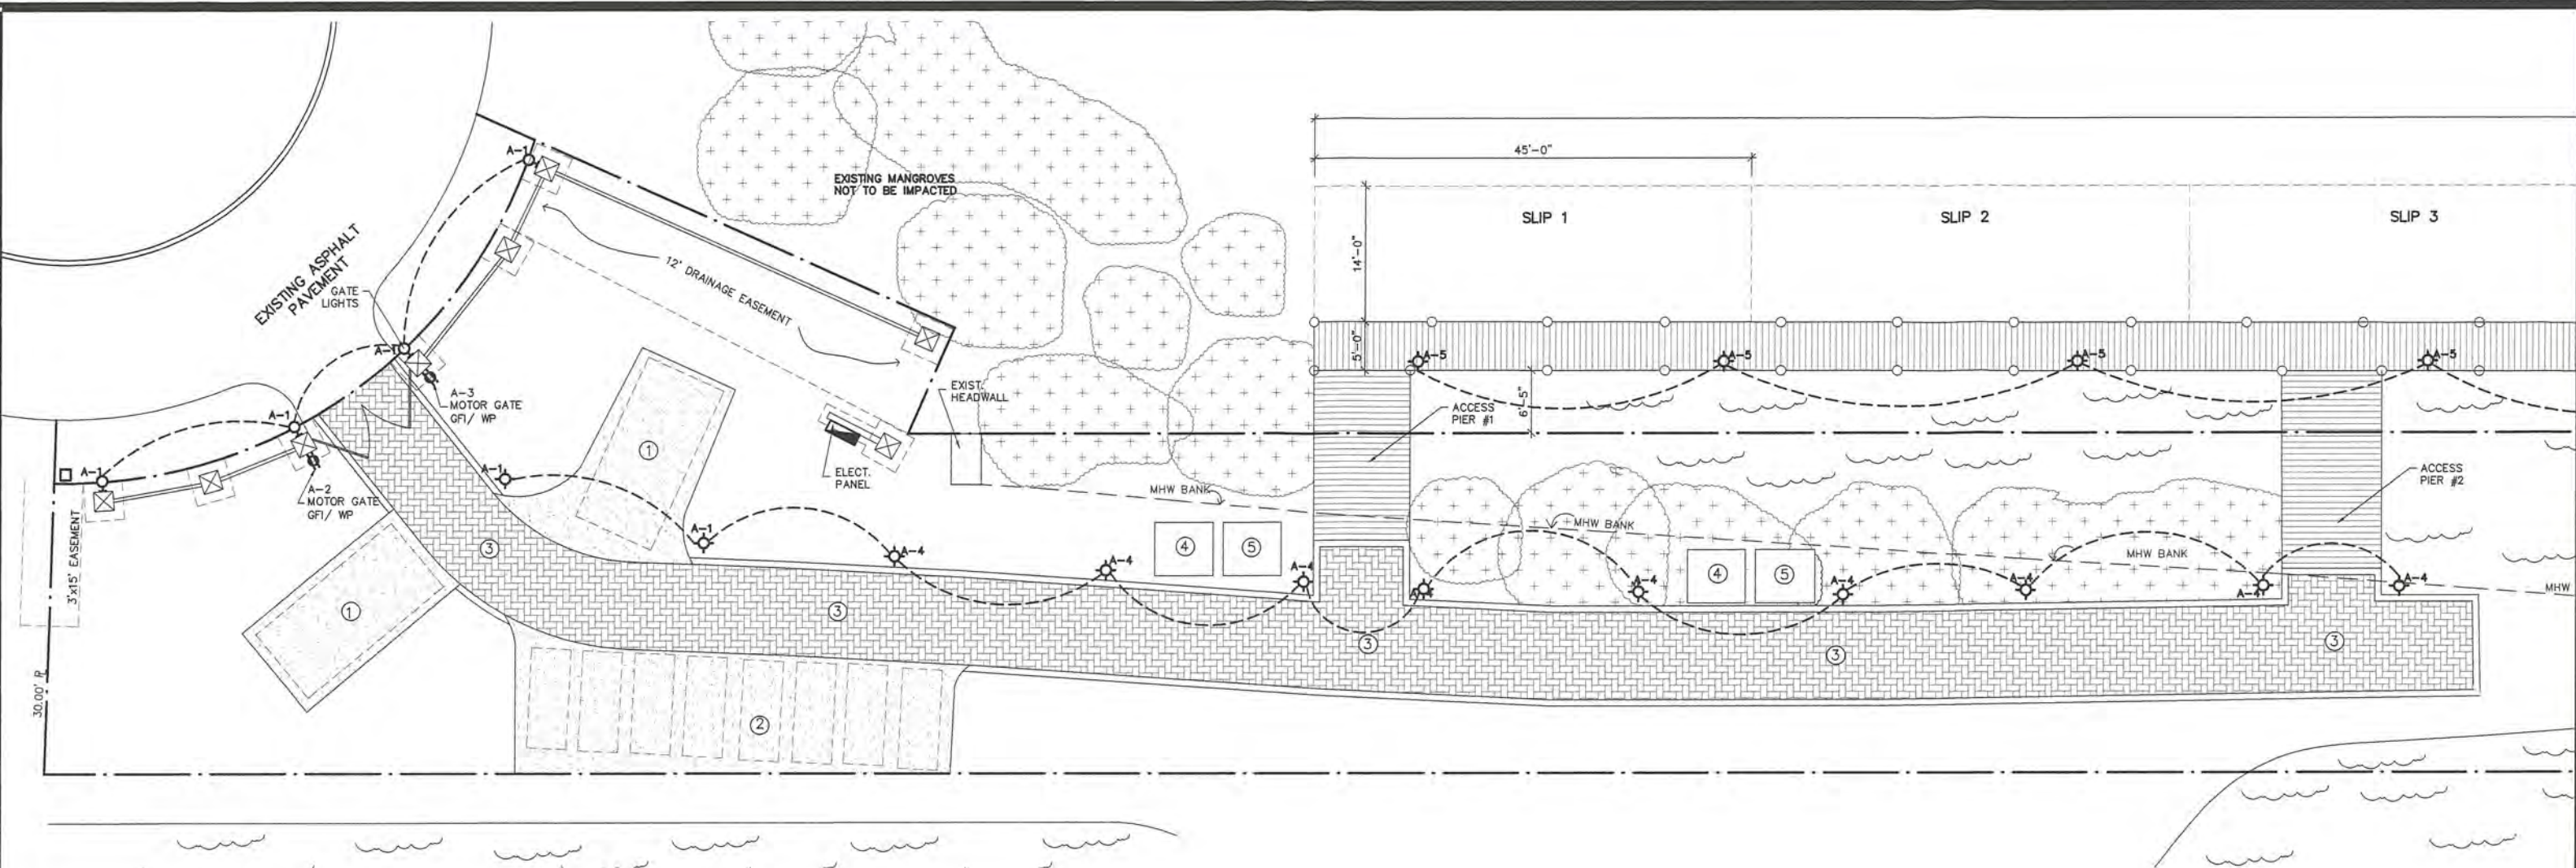 A-1
EXISTING MANGROVES
NOT TO BE IMPACTED
45'-0"
SLIP 1
SLIP 2
SLIP 3
14'-0"
5'-0"
6'-5"
EXISTING ASPHALT
PAVEMENT
GATE
LIGHTS
12' DRAINAGE EASEMENT
A-1
A-3
MOTOR GATE
GFI/ WP
EXIST.
HEADWALL
A-5
A-5
A-5
A-5
ACCESS
PIER #1
A-1
A-1
A-2
MOTOR GATE
GFI/ WP
3'x15' EASEMENT
1
A-1
ELECT.
PANEL
MHW BANK
MHW BANK
MHW BANK
MHW
ACCESS
PIER #2
A-1
A-4
A-4
A-4
A-4
A-4
A-4
A-4
A-4
A-4
4
5
4
5
3
3
3
3
3
1
2
30.00' R